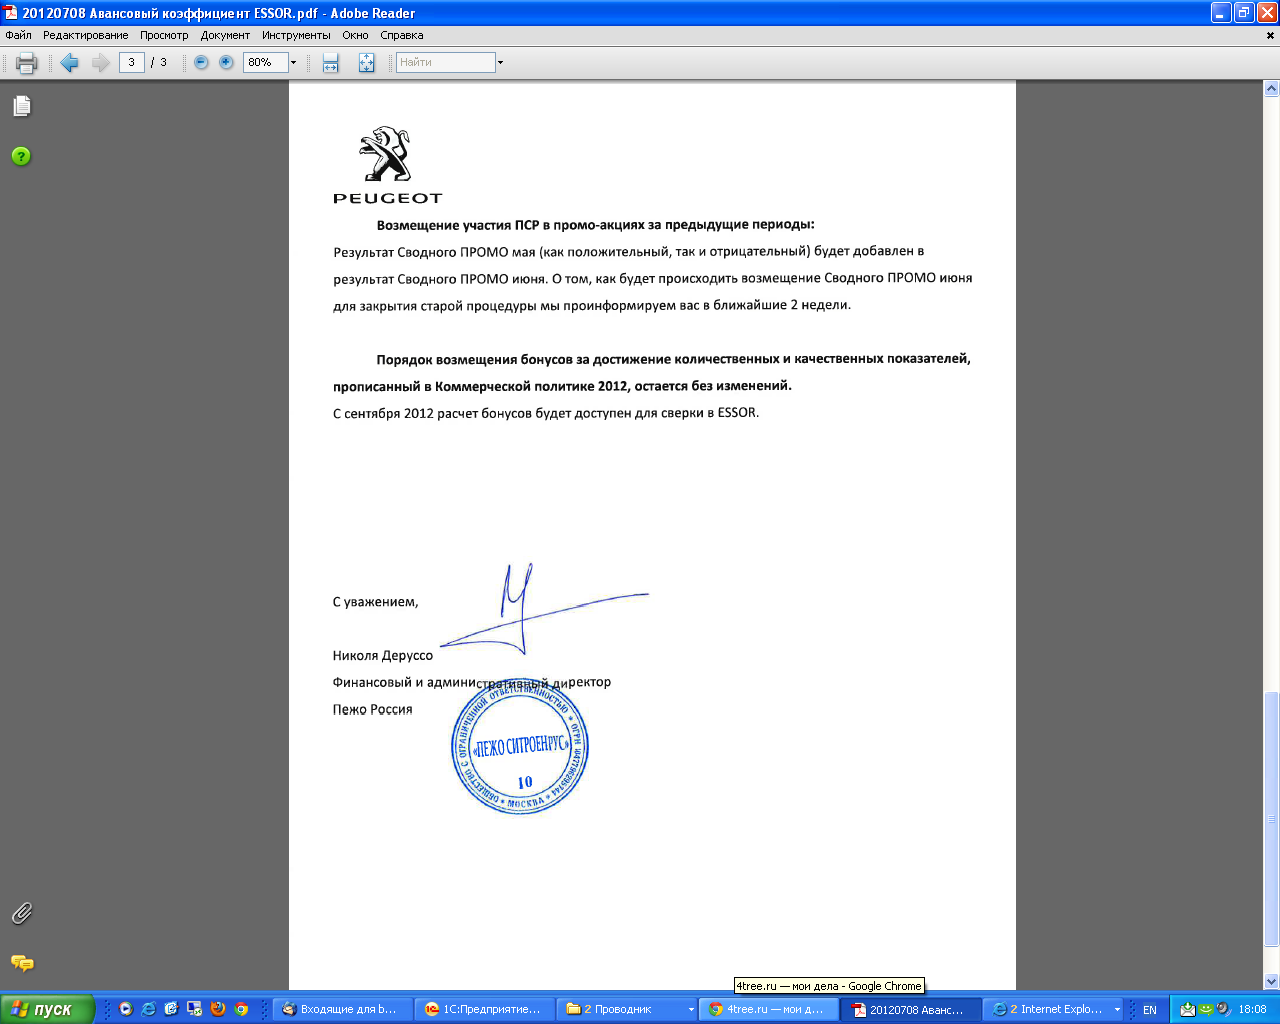 20120708 Авансовый коэффициент ESSOR.pdf - Adobe Reader
Файл Редактирование Просмотр Документ Инструменты Окно Справка
3 / 3 80% Найти
PEUGEOT
Возмещение участия ПСР в промо-акциях за предыдущие периоды:
Результат Сводного ПРОМО мая (как положительный, так и отрицательный) будет добавлен в
результат Сводного ПРОМО июня. О том, как будет происходить возмещение Сводного ПРОМО июня
для закрытия старой процедуры мы проинформируем вас в ближайшие 2 недели.
Порядок возмещения бонусов за достижение количественных и качественных показателей,
прописанный в Коммерческой политике 2012, остается без изменений.
С сентября 2012 расчет бонусов будет доступен для сверки в ESSOR.
С уважением,
Николя Деруссо
Финансовый и административный директор
Пежо Россия
ОБЩЕСТВО С ОГРАНИЧЕННОЙ ОТВЕТСТВЕННОСТЬЮ * ОГРН
«ПЕЖО СИТРОЕН РУС»
10
* МОСКВА *
4tree.ru — мои дела - Google Chrome
пуск
Входящие для b...
1С:Предприятие...
2 Проводник
4tree.ru — мои д...
20120708 Аванс...
2 Internet Explo...
EN
18:08